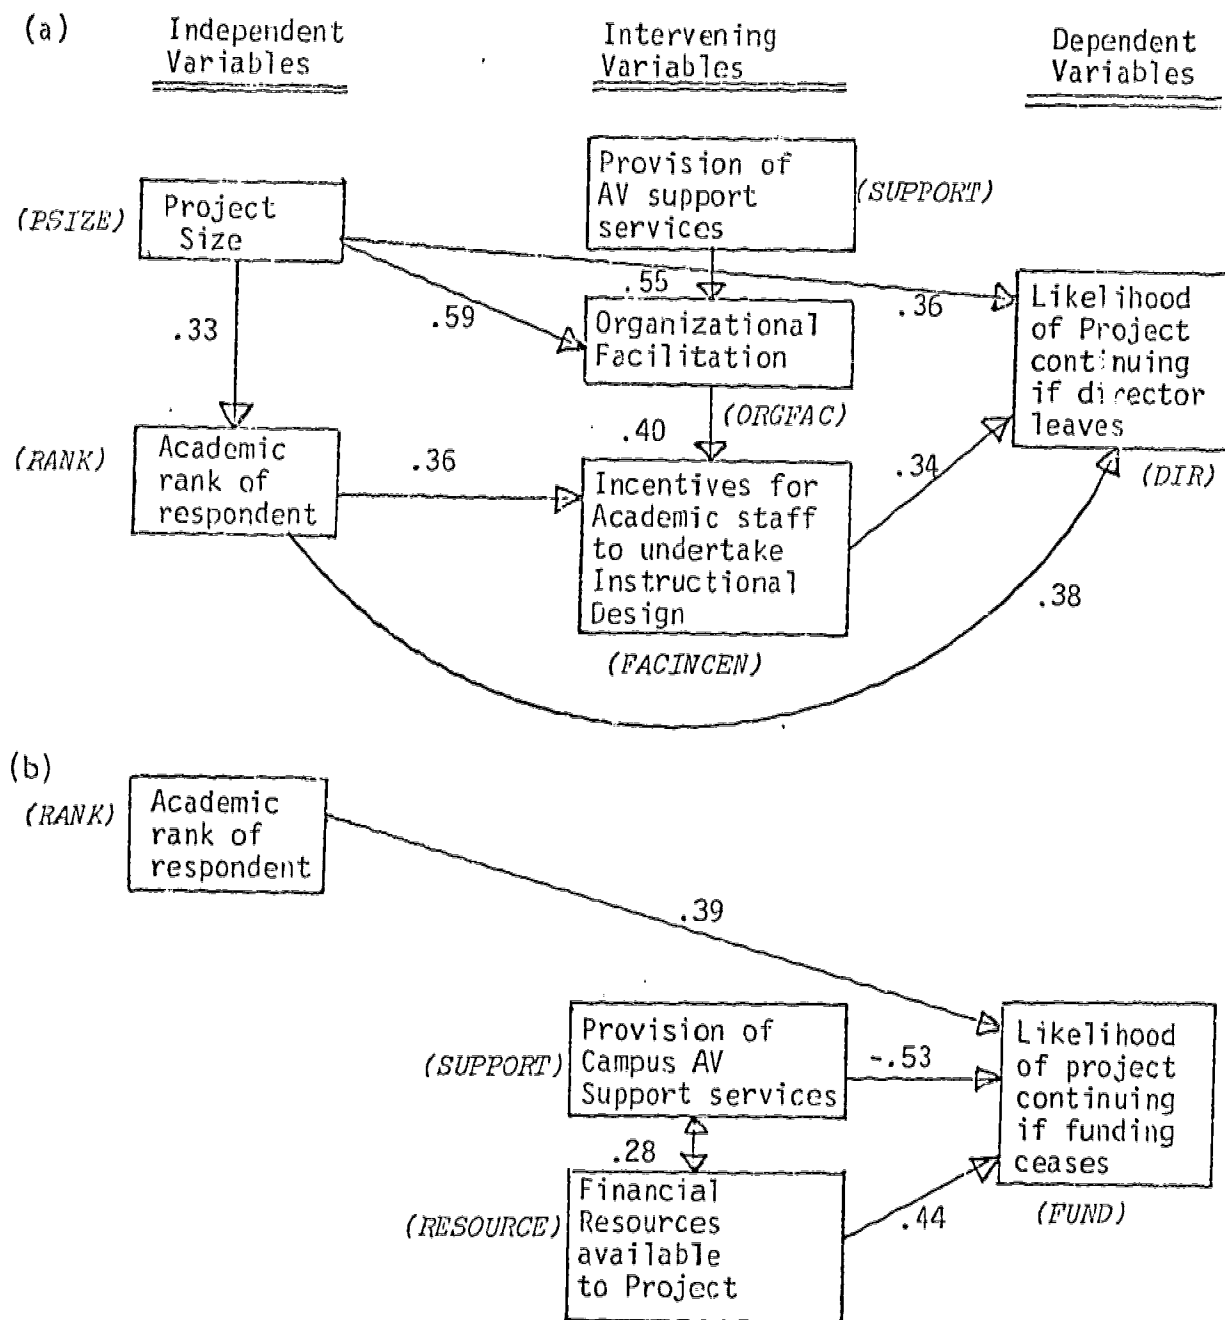 (a)
Independent
Variables
Intervening
Variables
Dependent
Variables
(PSIZE)
Project
Size
Provision of
AV support
services
(SUPPORT)
.33
.59
.55
.36
Organizational
Facilitation
(ORGFAC)
Likelihood
of Project
continuing
if director
leaves
(DIR)
(RANK)
Academic
rank of
respondent
.36
.40
.34
Incentives for
Academic staff
to undertake
Instructional
Design
(FACINCEN)
.38
(b)
(RANK)
Academic
rank of
respondent
.39
(SUPPORT)
Provision of
Campus AV
Support services
-.53
.28
(RESOURCE)
Financial
Resources
available
to Project
.44
Likelihood
of project
continuing
if funding
ceases
(FUND)